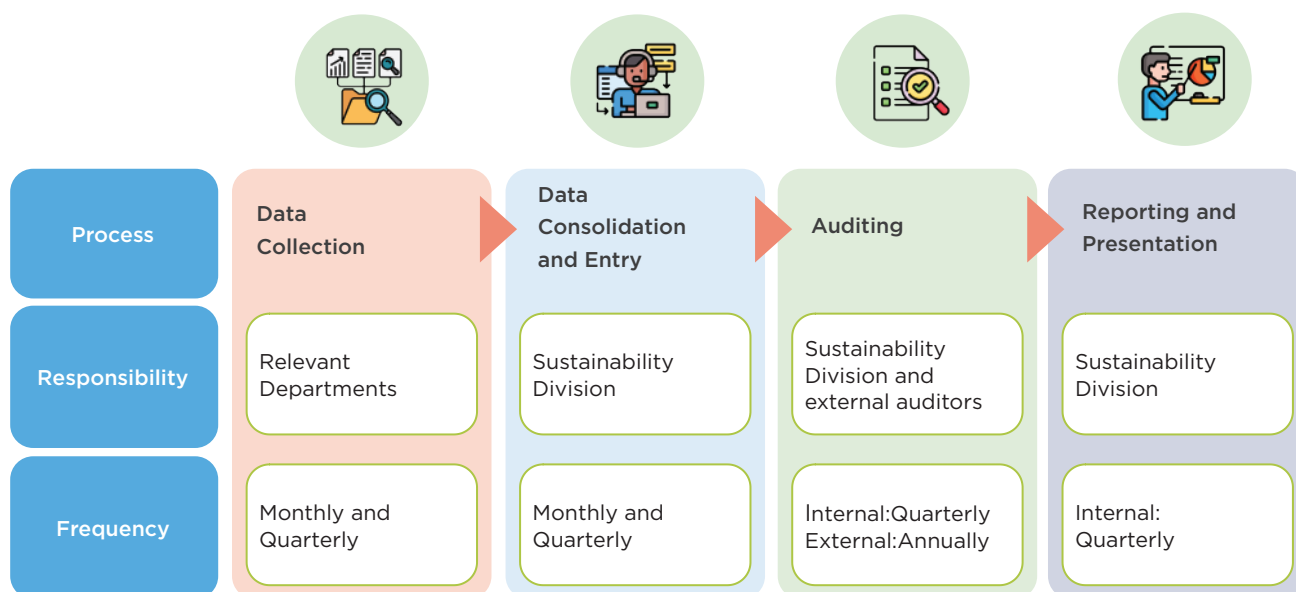 Process
Data
Collection
Data
Consolidation
and Entry
Auditing
Reporting and
Presentation
Responsibility
Relevant
Departments
Sustainability
Division
Sustainability
Division and
external auditors
Sustainability
Division
Frequency
Monthly and
Quarterly
Monthly and
Quarterly
Internal:Quarterly
External:Annually
Internal:
Quarterly